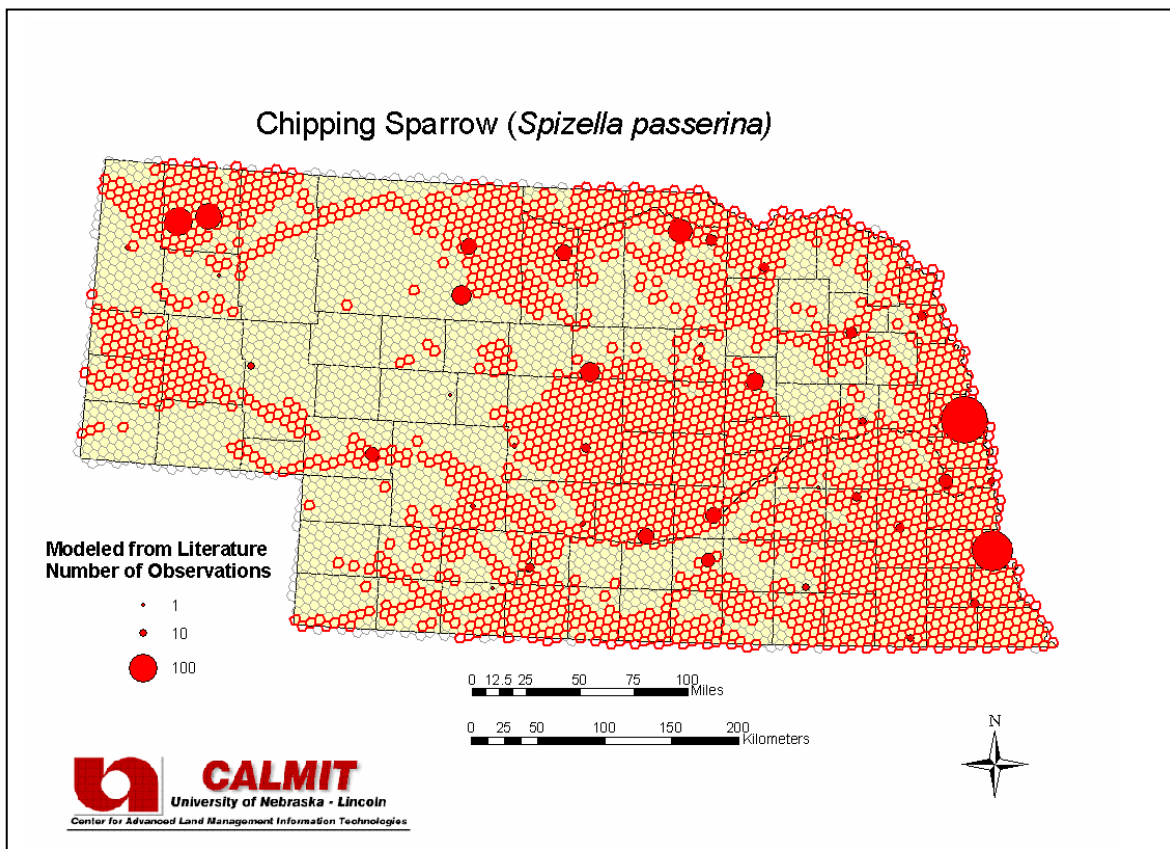 Chipping Sparrow (Spizella passerina)
Modeled from Literature
Number of Observations
1
10
100
0 12.5 25 50 75 100
Miles
0 25 50 100 150 200
Kilometers
N
CALMIT
University of Nebraska - Lincoln
Center for Advanced Land Management Information Technologies